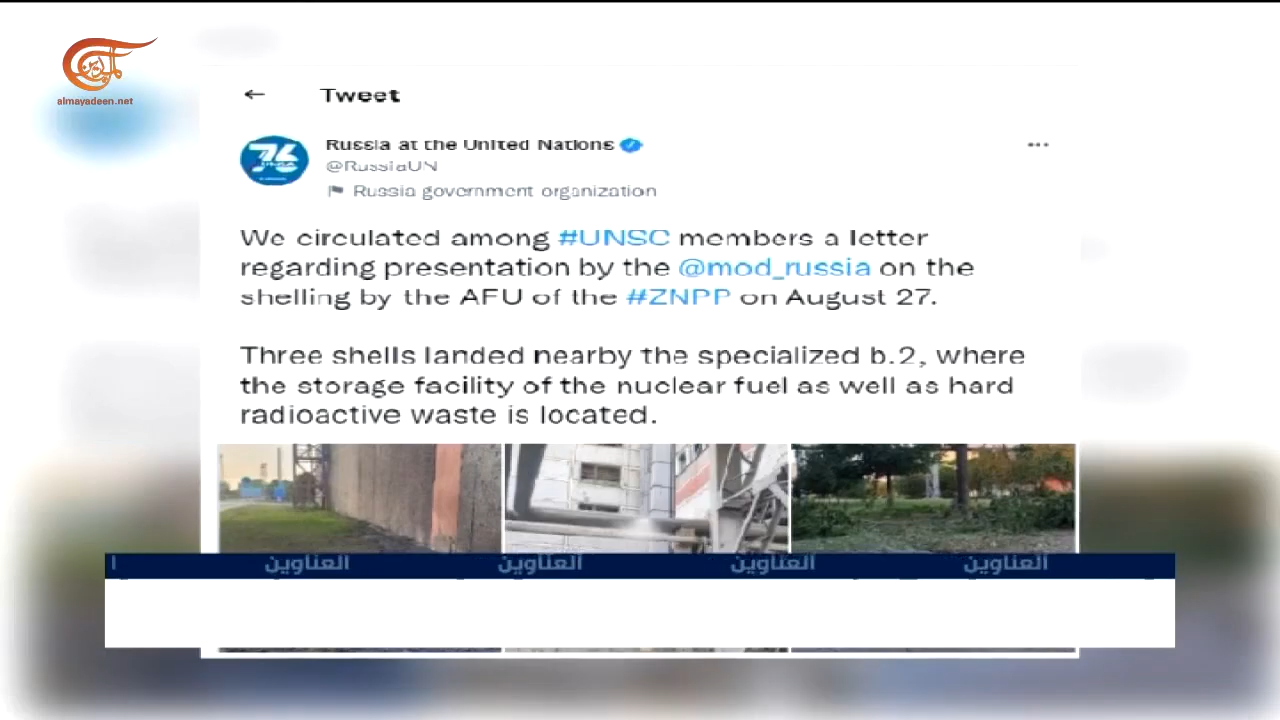 الميادين
almayadeen.net
← Tweet
Russia at the United Nations
@RussiaUN
Russia government organization
We circulated among #UNSC members a letter
regarding presentation by the @mod_russia on the
shelling by the AFU of the #ZNPP on August 27.
Three shells landed nearby the specialized b.2, where
the storage facility of the nuclear fuel as well as hard
radioactive waste is located.
العناوين العناوين العناوين العناوين